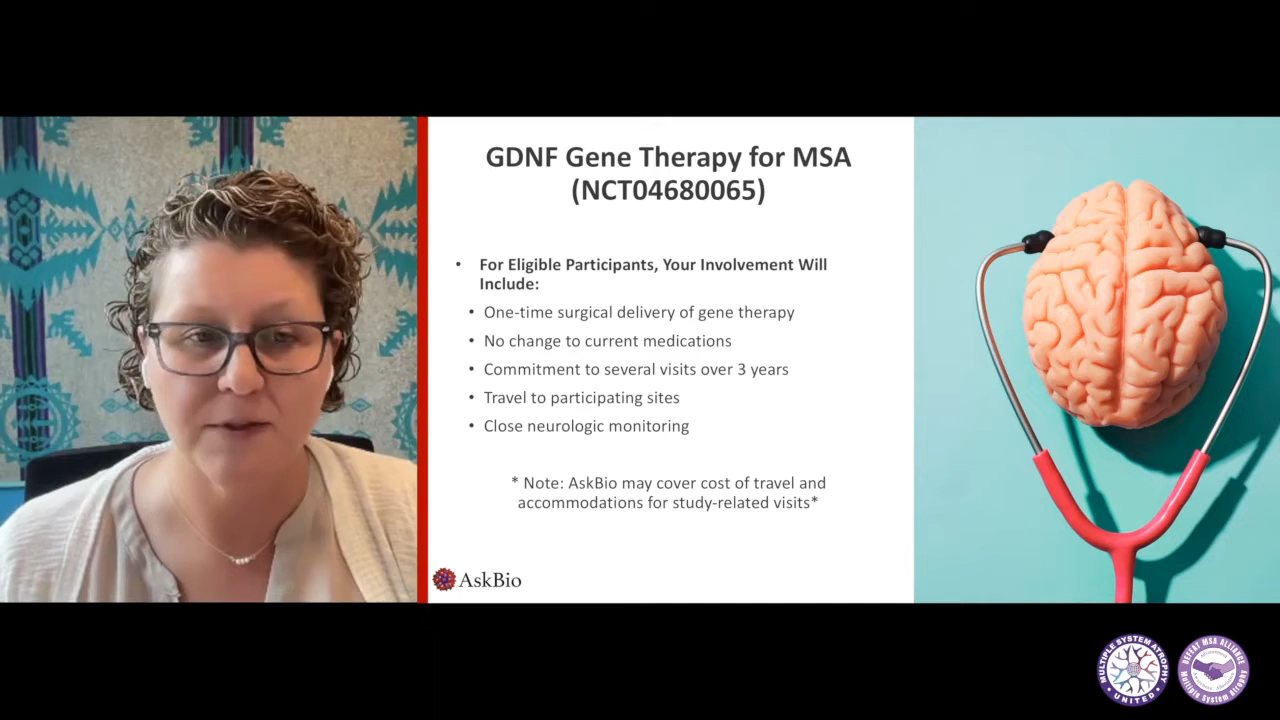 GDNF Gene Therapy for MSA
(NCT04680065)
• For Eligible Participants, Your Involvement Will
Include:
• One-time surgical delivery of gene therapy
• No change to current medications
• Commitment to several visits over 3 years
• Travel to participating sites
• Close neurologic monitoring
* Note: AskBio may cover cost of travel and
accommodations for study-related visits*
AskBio
MULTIPLE SYSTEM ATROPHY
UNITED
DEFEAT MSA ALLIANCE
Multiple System Atrophy